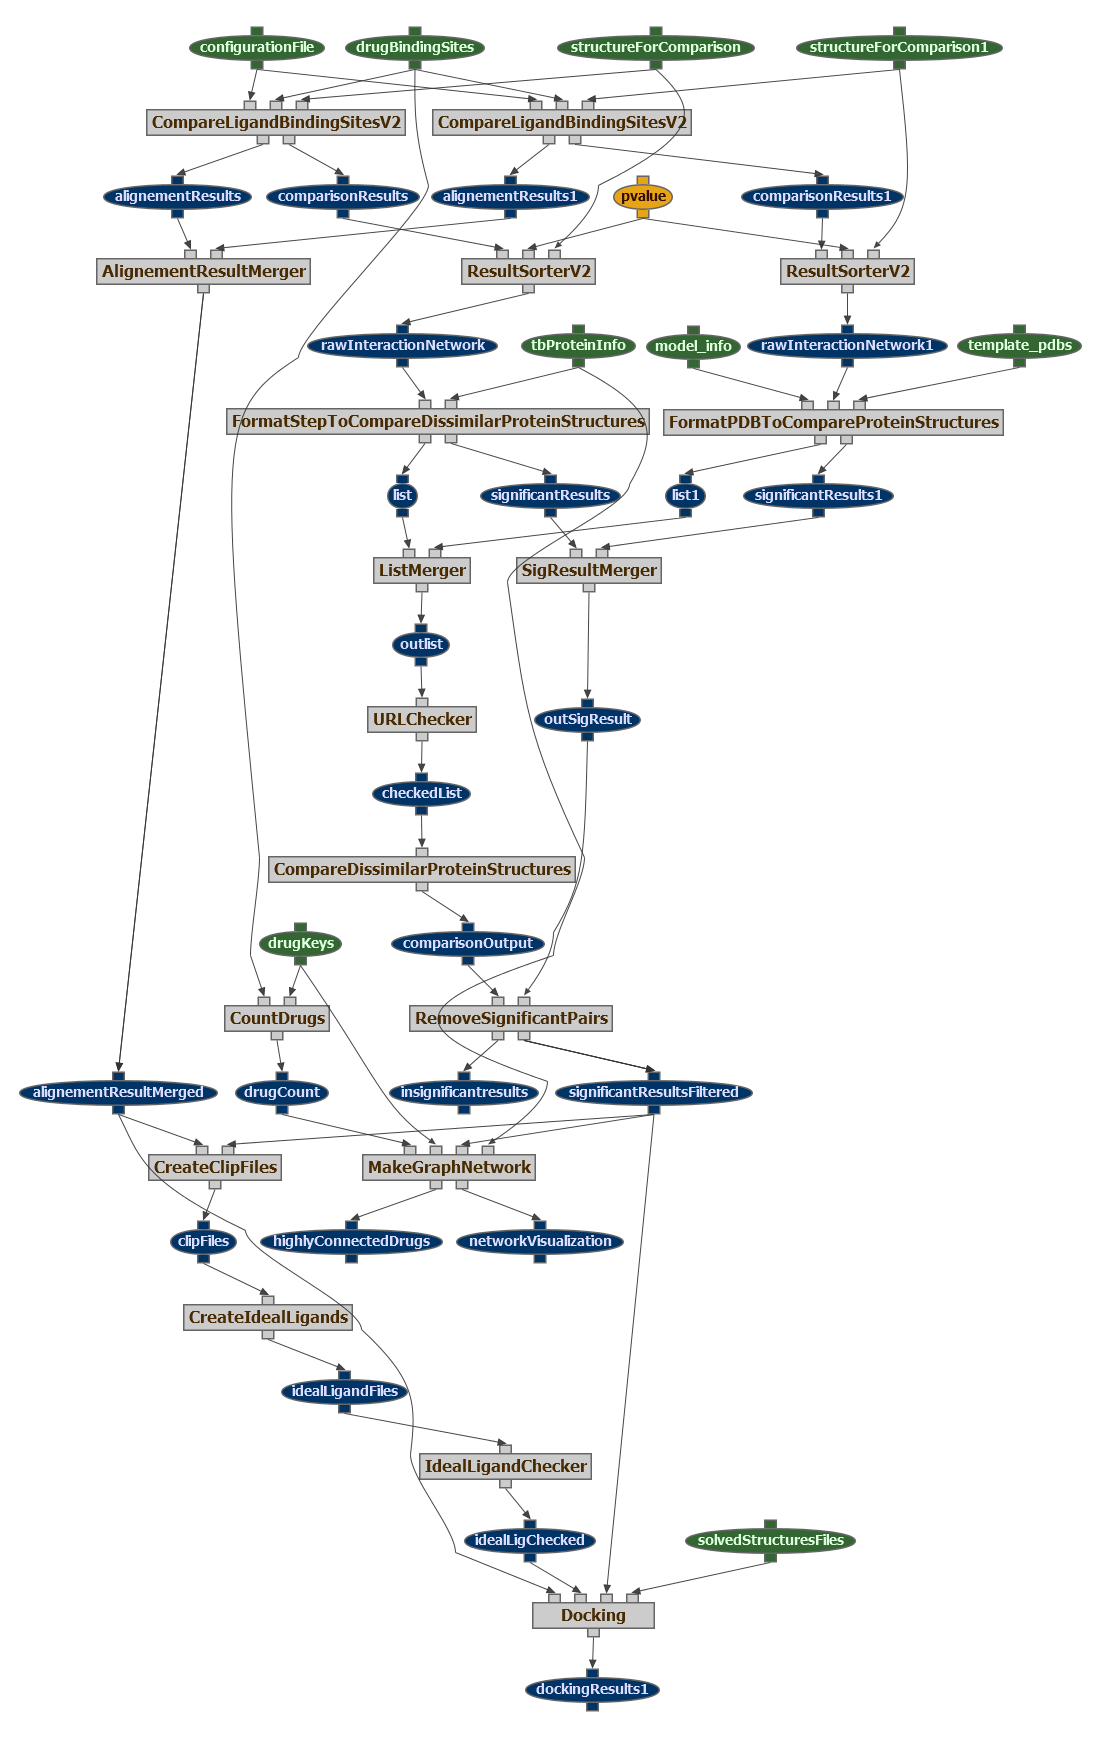 configurationFile
drugBindingSites
structureForComparison
structureForComparison1
CompareLigandBindingSitesV2
CompareLigandBindingSitesV2
alignementResults
comparisonResults
alignementResults1
pvalue
comparisonResults1
AlignementResultMerger
ResultSorterV2
ResultSorterV2
rawInteractionNetwork
tbProteinInfo
model_info
rawInteractionNetwork1
template_pdbs
FormatStepToCompareDissimilarProteinStructures
FormatPDBToCompareProteinStructures
list
significantResults
list1
significantResults1
ListMerger
SigResultMerger
outlist
URLChecker
outSigResult
checkedList
CompareDissimilarProteinStructures
drugKeys
comparisonOutput
CountDrugs
RemoveSignificantPairs
alignementResultMerged
drugCount
insignificantresults
significantResultsFiltered
CreateClipFiles
MakeGraphNetwork
clipFiles
highlyConnectedDrugs
networkVisualization
CreateIdealLigands
idealLigandFiles
IdealLigandChecker
idealLigChecked
solvedStructuresFiles
Docking
dockingResults1